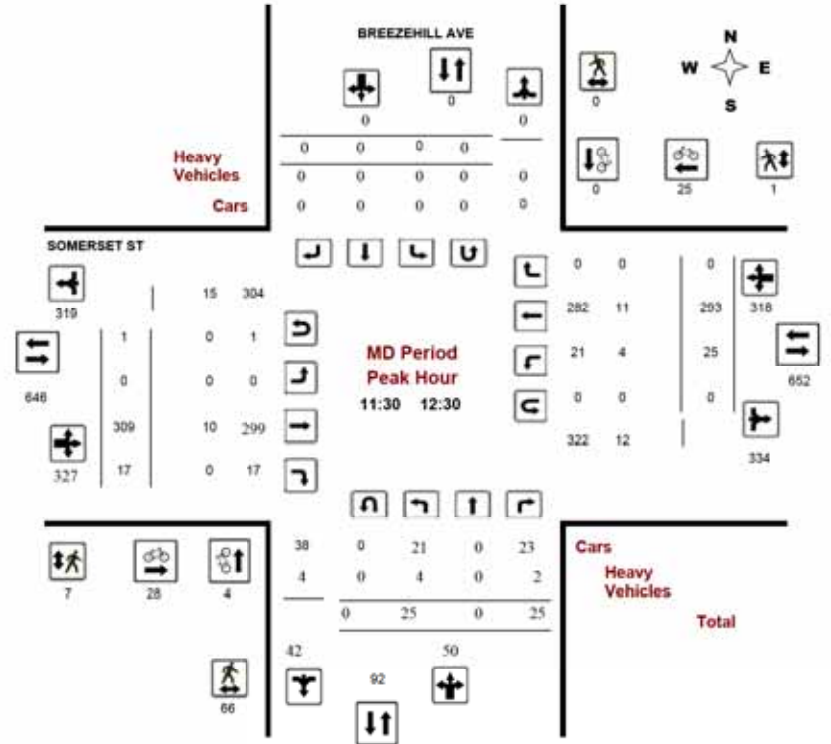 BREEZEHILL AVE
N
W E
S
0
0
0 0
0
Heavy
Vehicles
0 0 0 0
0 0 0 0 0
Cars
0 0 0 0 0
0 25 1
SOMERSET ST
319
15 304
0 0 0
318
1 0 1
282 11 293
646
21 4 25
652
0 0 0
MD Period
Peak Hour
11:30 12:30
0 0 0
309 10 299
322 12
334
327
17 0 17
38 0 21 0 23
Cars
4 0 4 0 2
Heavy
Vehicles
7 28 4
0 25 0 25
Total
42 50
92
66